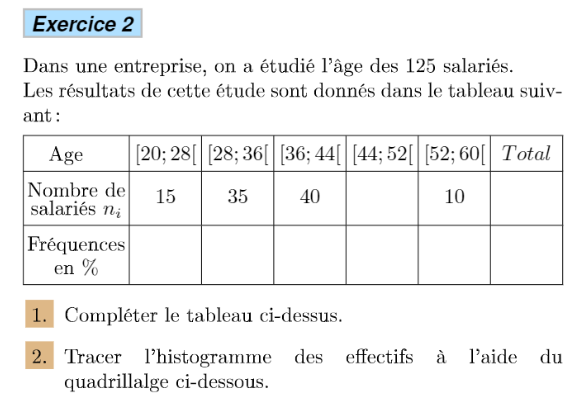 Exercice 2
Dans une entreprise, on a étudié l'âge des 125 salariés.
Les résultats de cette étude sont donnés dans le tableau suiv-
ant :
Age [20; 28[ [28; 36[ [36; 44[ [44; 52[ [52; 60[ Total
Nombre de
salariés nᵢ 15 35 40 10
Fréquences
en %
1. Compléter le tableau ci-dessus.
2. Tracer l'histogramme des effectifs à l'aide du
quadrillalge ci-dessous.